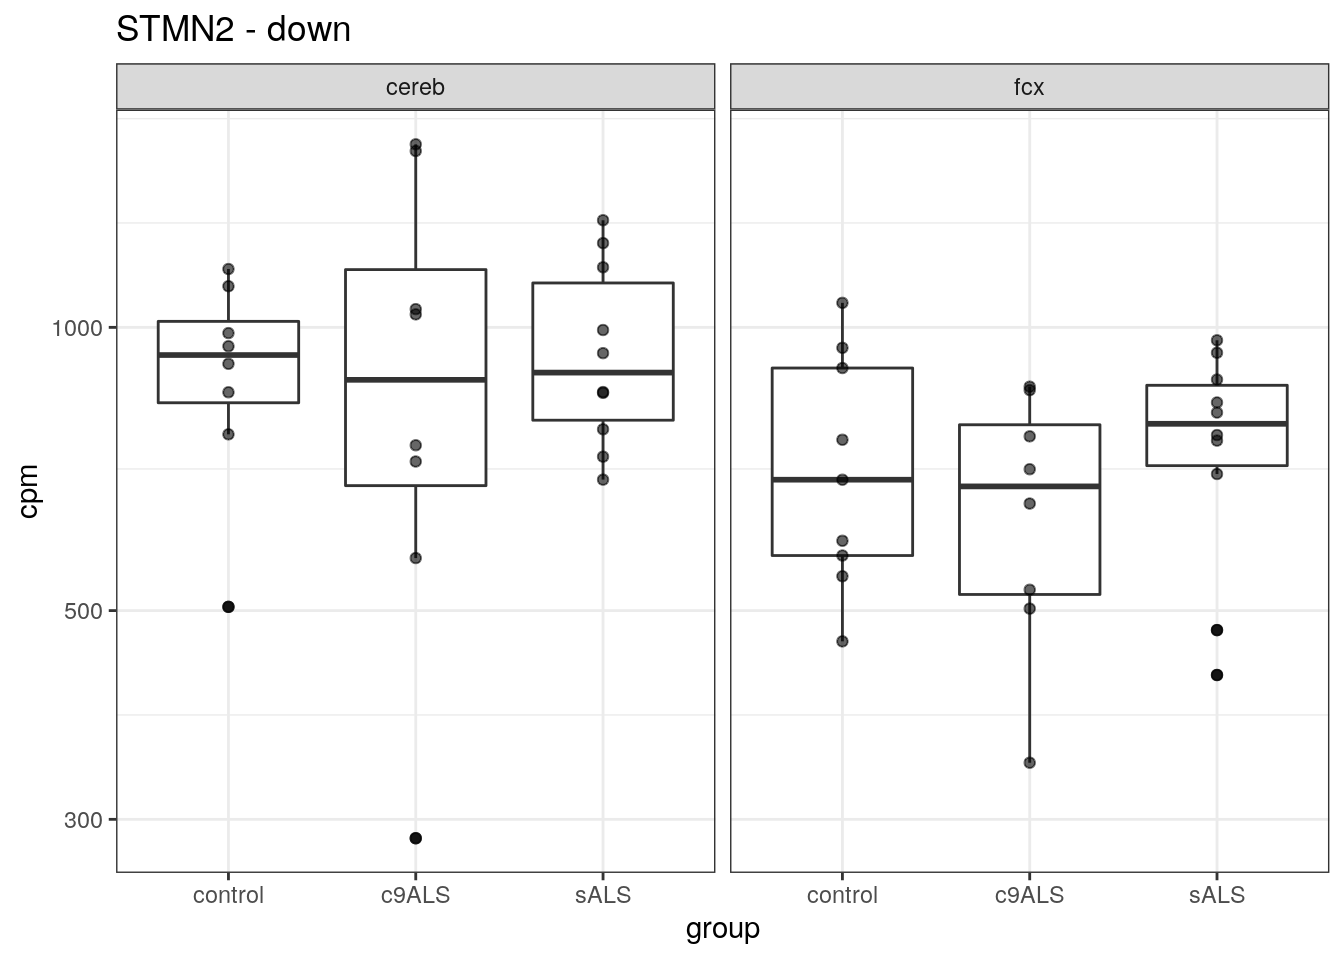 STMN2 - down
cereb
fcx
cpm
1000
500
300
control
c9ALS
sALS
control
c9ALS
sALS
group